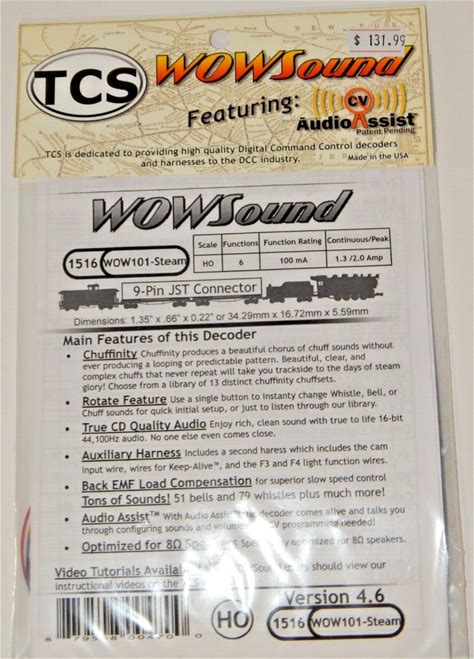 $ 131.99
TCS
WOWSound
Featuring:
CV
AudioAssist
Patent Pending
TCS is dedicated to providing high quality Digital Command Control decoders
and harnesses to the DCC industry.
Made in the USA
WOWSound
1516 WOW101-Steam
Scale Functions Function Rating Continuous/Peak
HO 6 100 mA 1.3 /2.0 Amp
9-Pin JST Connector
Dimensions: 1.35" x .66" x 0.22" or 34.29mm x 16.72mm x 5.59mm
Main Features of this Decoder
• Chuffinity Chuffinity produces a beautiful chorus of chuff sounds without
ever producing a looping or predictable pattern. Beautiful, clear, and
complex chuffs that never repeat will take you trackside to the days of steam
glory! Choose from a library of 13 distinct chuffinity chuffsets.
• Rotate Feature Use a single button to instantly change Whistle, Bell, or
Chuff sounds for quick initial setup, or just to listen through our library.
• True CD Quality Audio Enjoy rich, clean sound with true to life 16-bit
44,100Hz audio. No one else even comes close.
• Auxiliary Harness Includes a second haress which includes the cam
input wire, wires for Keep-Alive™, and the F3 and F4 light function wires.
• Back EMF Load Compensation for superior slow speed control
Tons of Sounds! 51 bells and 79 whistles plus much more!
• Audio Assist™ With Audio Assist the decoder comes alive and talks you
through configuring sounds and volume CV programming needed!
• Optimized for 8Ω optimized for 8Ω speakers.
Video Tutorials should view our
instructional videos on the
Version 4.6
HO
1516 WOW101-Steam